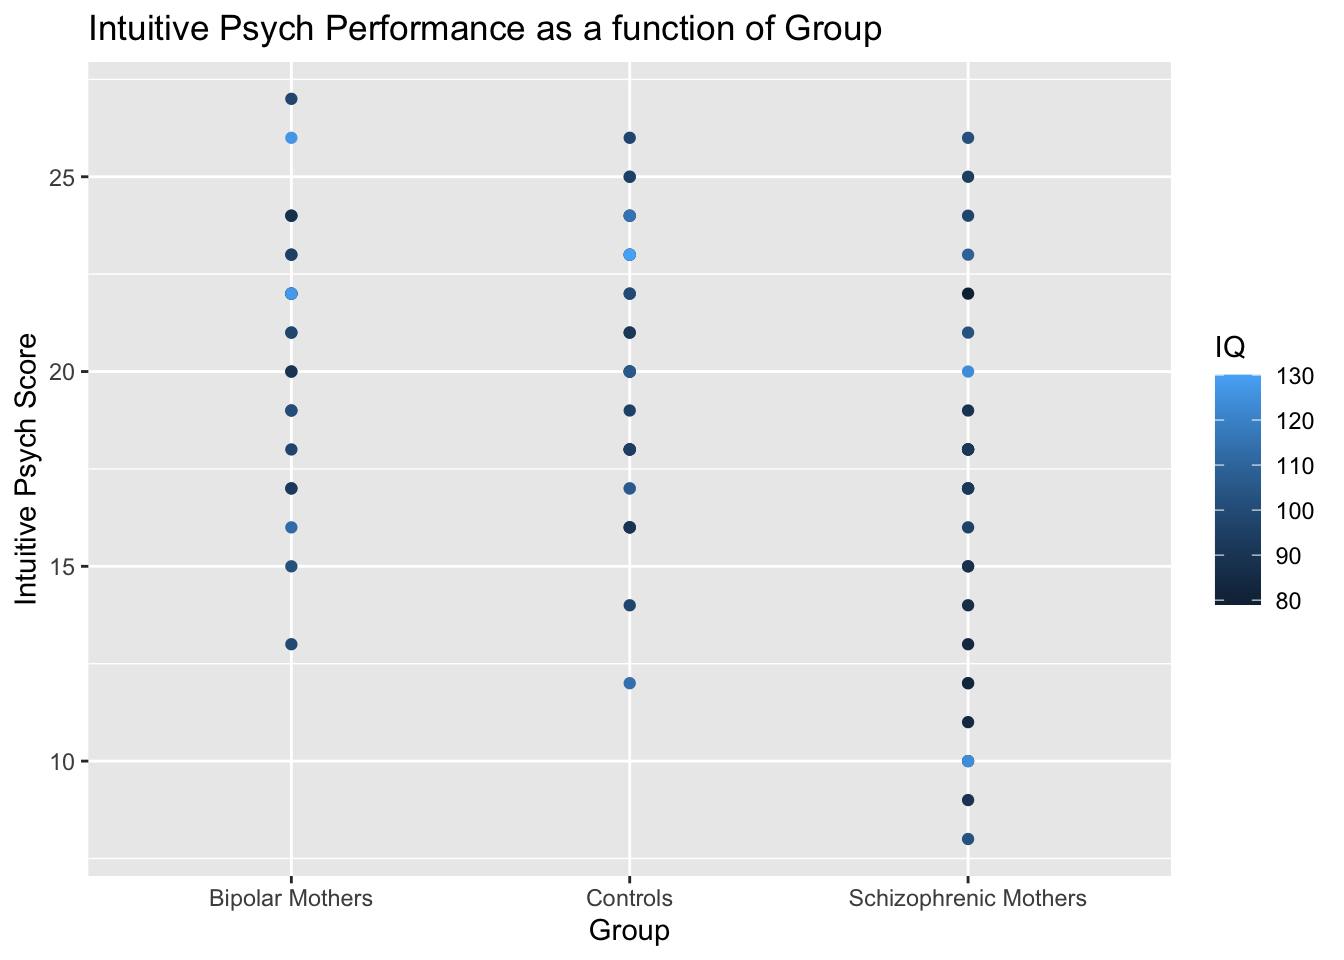 Intuitive Psych Performance as a function of Group
Intuitive Psych Score
25
20
15
10
Bipolar Mothers
Controls
Schizophrenic Mothers
Group
IQ
130
120
110
100
90
80